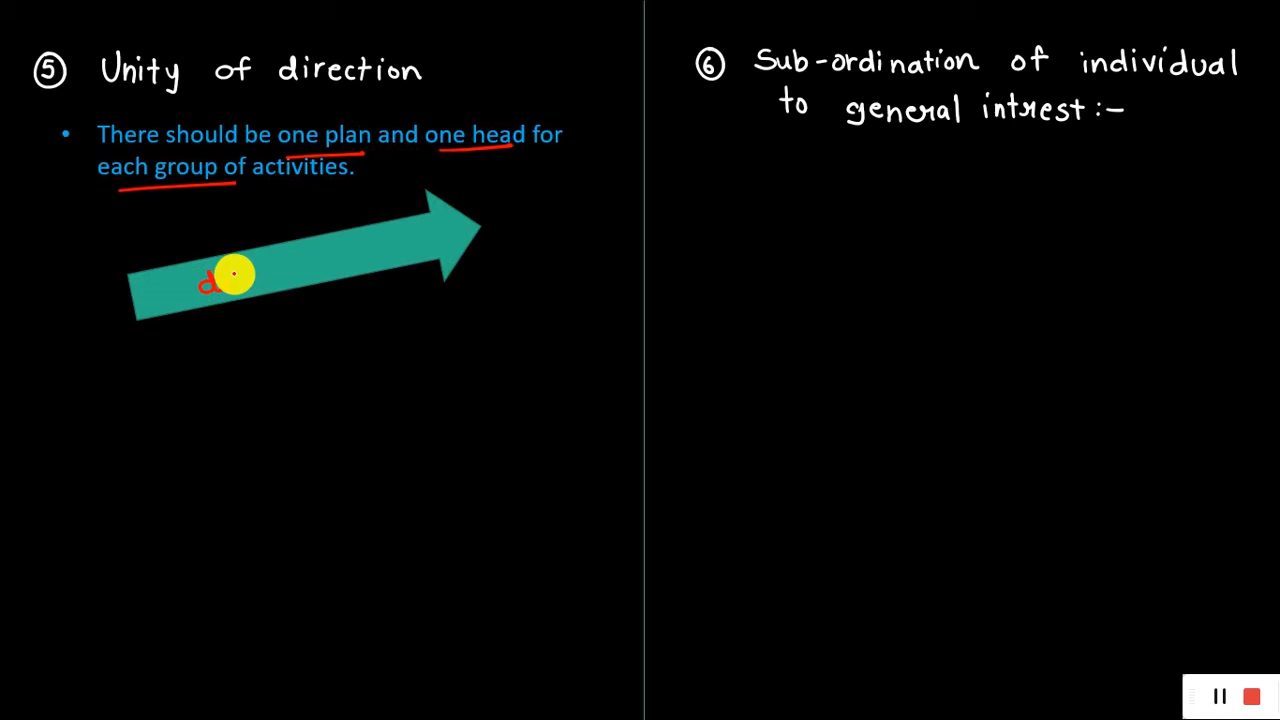 ⑤ Unity of direction
• There should be one plan and one head for
each group of activities.
d
⑥ Sub-ordination of individual
to general intrest :-